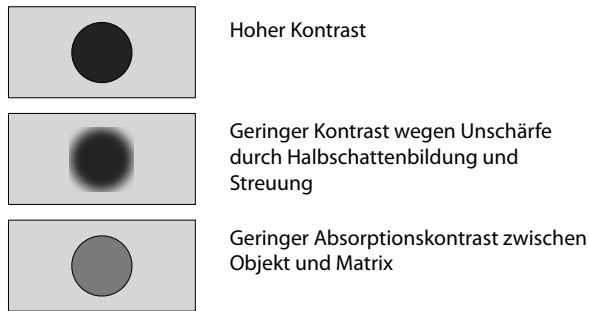 Hoher Kontrast
Geringer Kontrast wegen Unschärfe
durch Halbschattenbildung und
Streuung
Geringer Absorptionskontrast zwischen
Objekt und Matrix